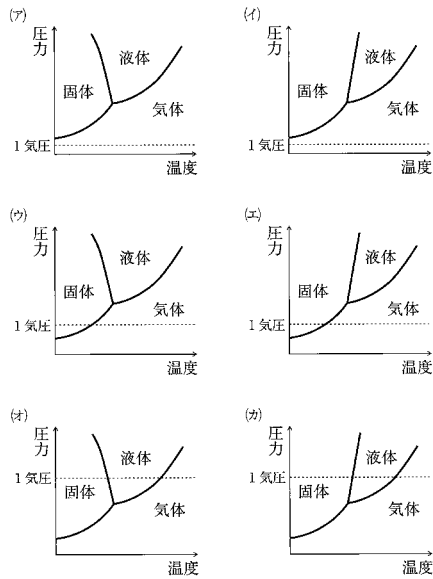 (ア)
圧力
液体
固体
気体
1気圧
温度
(イ)
圧力
液体
固体
気体
1気圧
温度
(ウ)
圧力
液体
固体
気体
1気圧
温度
(エ)
圧力
液体
固体
気体
1気圧
温度
(オ)
圧力
液体
1気圧
固体
気体
温度
(カ)
圧力
液体
1気圧
固体
気体
温度